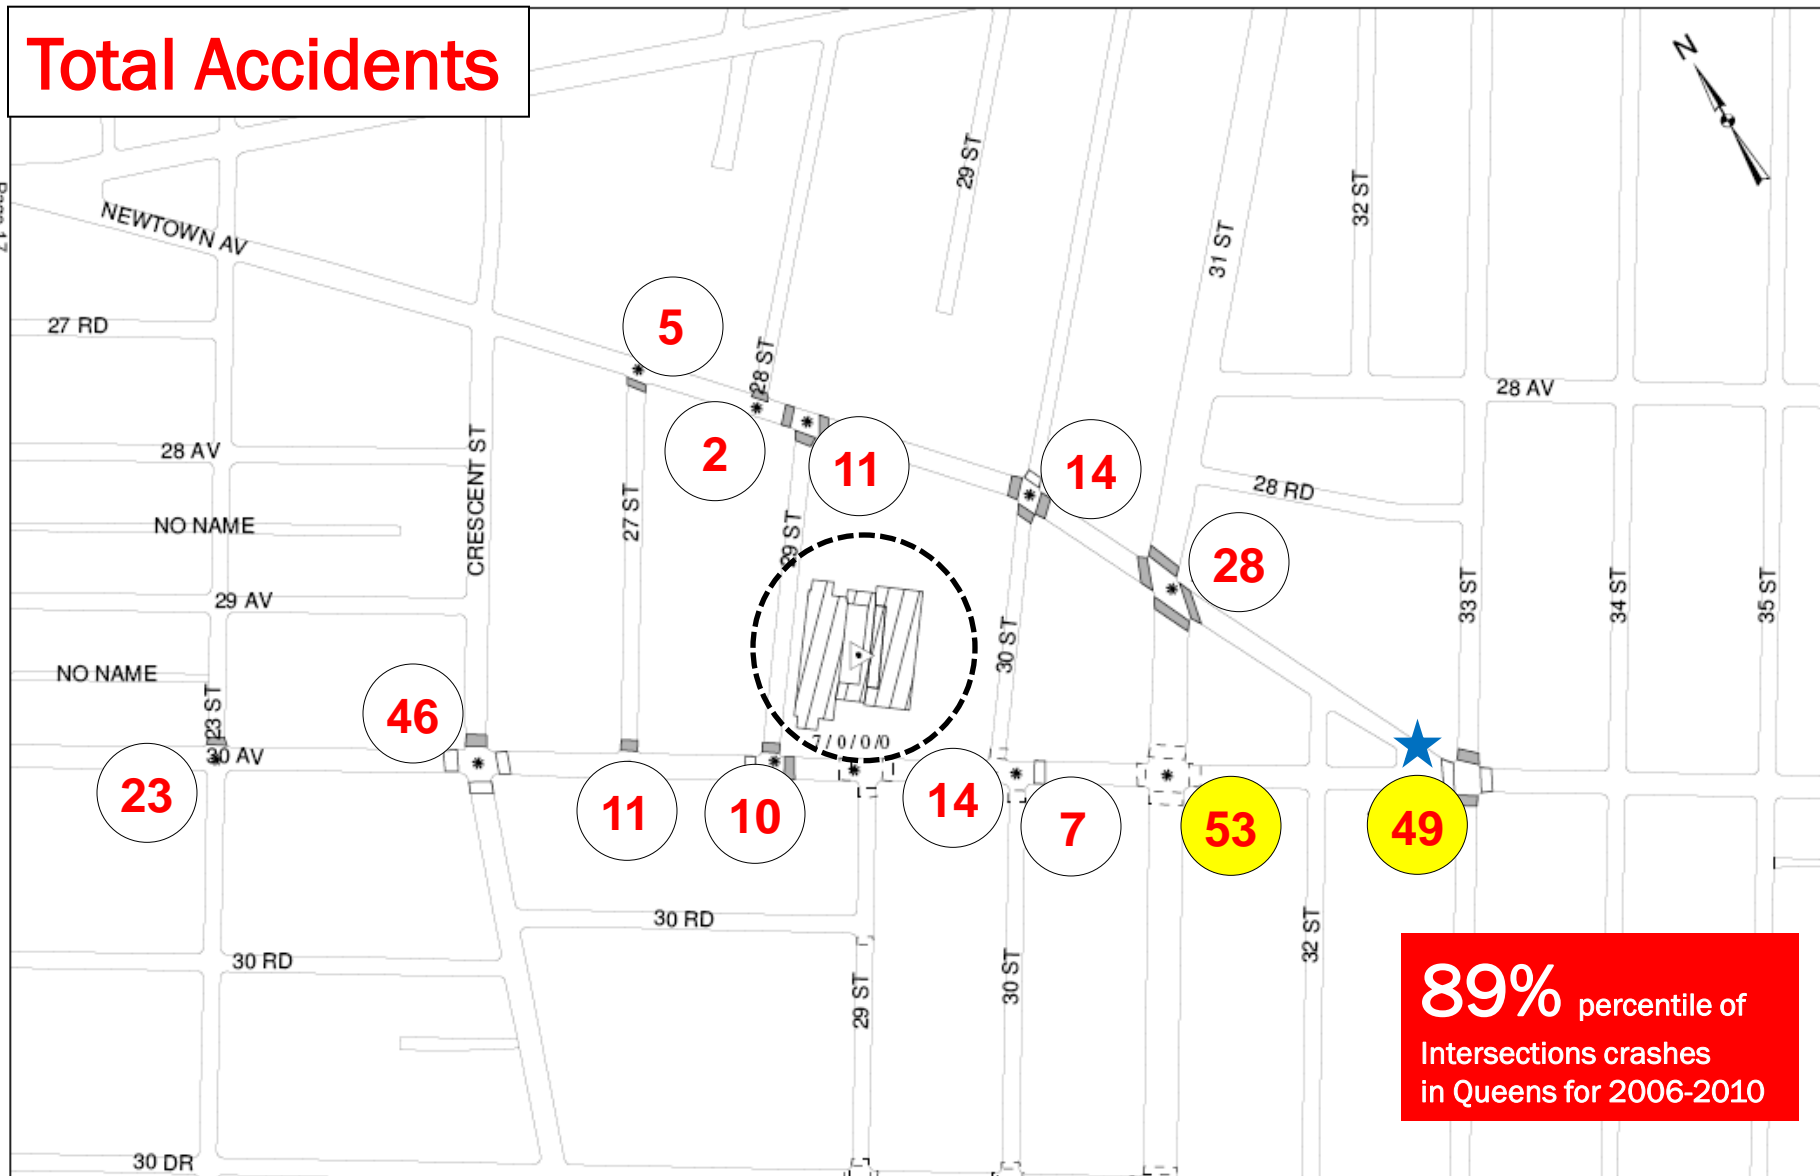 Total Accidents
N
29 ST
32 ST
NEWTOWN AV
31 ST
27 RD
5
28 ST
28 AV
2
11
14
28 AV
CRESCENT ST
27 ST
28 RD
NO NAME
29 ST
28
29 AV
33 ST
34 ST
35 ST
30 ST
NO NAME
46
23 ST
7 / 0 / 0 / 0
30 AV
23
11
10
14
7
53
49
30 RD
30 RD
29 ST
30 ST
32 ST
89% percentile of
Intersections crashes
in Queens for 2006-2010
30 DR